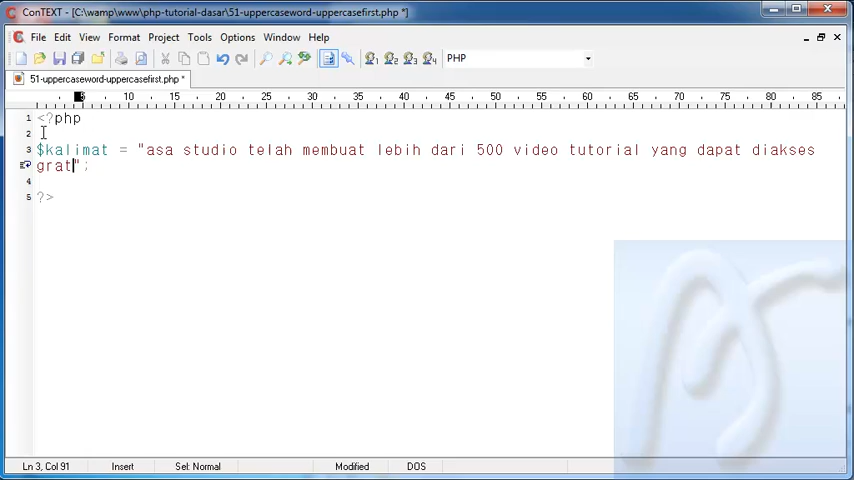 ConTEXT - [C:\wamp\www\php-tutorial-dasar\51-uppercaseword-uppercasefirst.php *]
File Edit View Format Project Tools Options Window Help
PHP
51-uppercaseword-uppercasefirst.php *
5 10 15 20 25 30 35 40 45 50 55 60 65 70 75 80 85
1 <?php
2
3 $kalimat = "asa studio telah membuat lebih dari 500 video tutorial yang dapat diakses
grat";
4
5 ?>
Ln 3, Col 91 Insert Sel: Normal Modified DOS